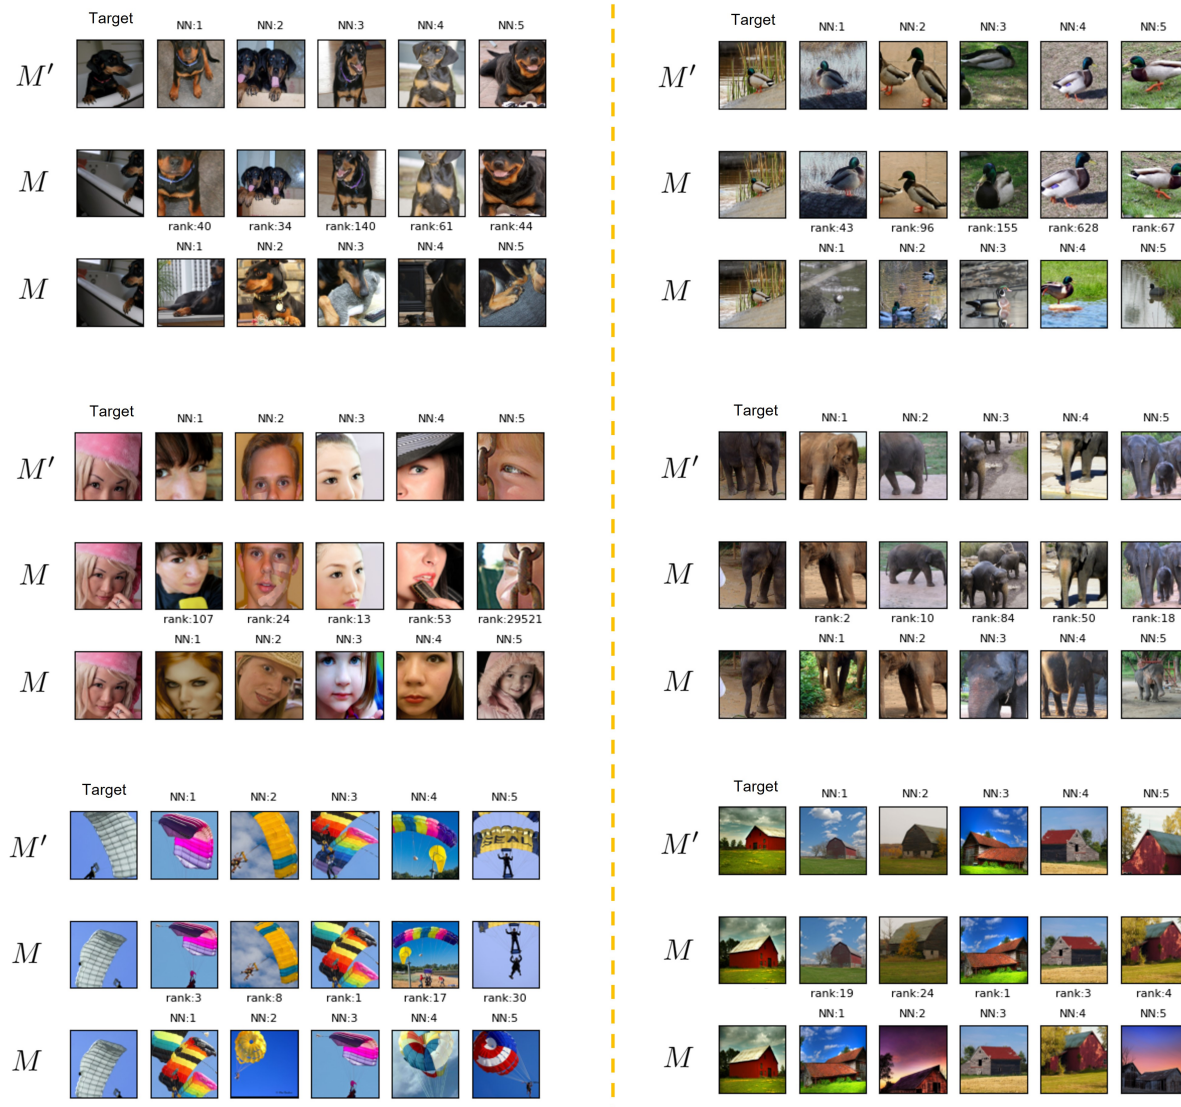 Target NN:1 NN:2 NN:3 NN:4 NN:5
M′
M
rank:40 rank:34 rank:140 rank:61 rank:44
NN:1 NN:2 NN:3 NN:4 NN:5
M
Target NN:1 NN:2 NN:3 NN:4 NN:5
M′
M
rank:43 rank:96 rank:155 rank:628 rank:67
NN:1 NN:2 NN:3 NN:4 NN:5
M
Target NN:1 NN:2 NN:3 NN:4 NN:5
M′
M
rank:107 rank:24 rank:13 rank:53 rank:29521
NN:1 NN:2 NN:3 NN:4 NN:5
M
Target NN:1 NN:2 NN:3 NN:4 NN:5
M′
M
rank:2 rank:10 rank:84 rank:50 rank:18
NN:1 NN:2 NN:3 NN:4 NN:5
M
Target NN:1 NN:2 NN:3 NN:4 NN:5
M′
M
rank:3 rank:8 rank:1 rank:17 rank:30
NN:1 NN:2 NN:3 NN:4 NN:5
M
Target NN:1 NN:2 NN:3 NN:4 NN:5
M′
M
rank:19 rank:24 rank:1 rank:3 rank:4
NN:1 NN:2 NN:3 NN:4 NN:5
M